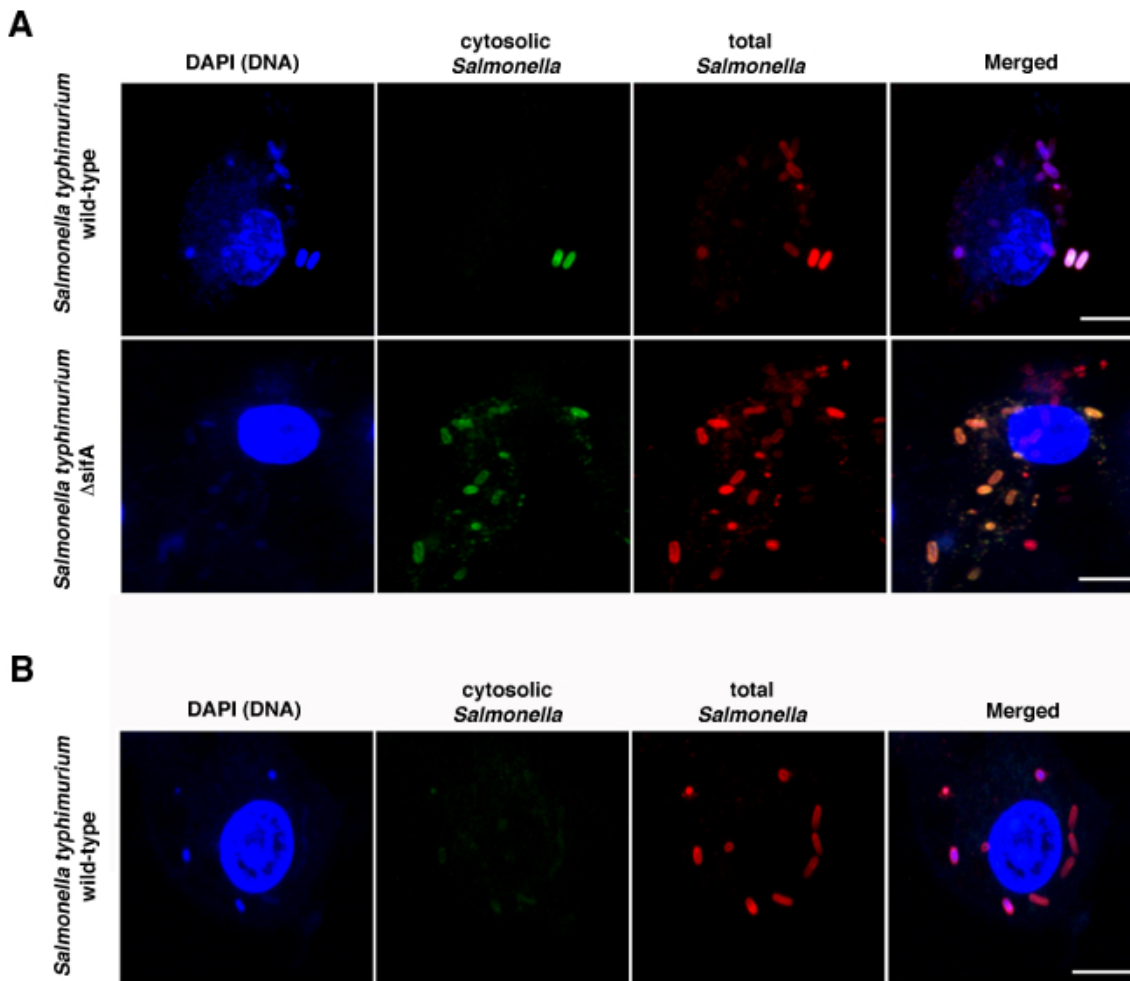 A
DAPI (DNA)
cytosolic
Salmonella
total
Salmonella
Merged
Salmonella typhimurium
wild-type
Salmonella typhimurium
ΔsifA
B
DAPI (DNA)
cytosolic
Salmonella
total
Salmonella
Merged
Salmonella typhimurium
wild-type